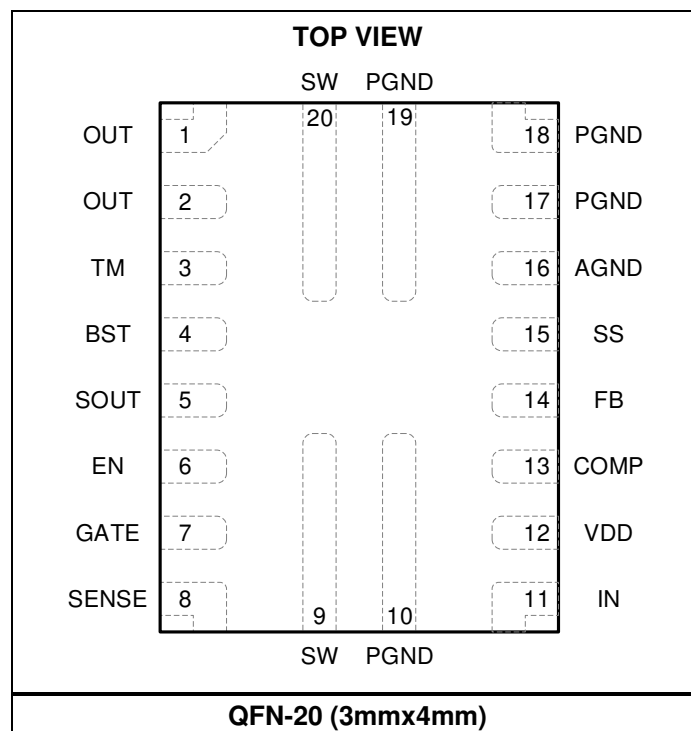 TOP VIEW
SW PGND
20 19
OUT 1 18 PGND
OUT 2 17 PGND
TM 3 16 AGND
BST 4 15 SS
SOUT 5 14 FB
EN 6 13 COMP
GATE 7 12 VDD
SENSE 8 11 IN
9 10
SW PGND
QFN-20 (3mmx4mm)